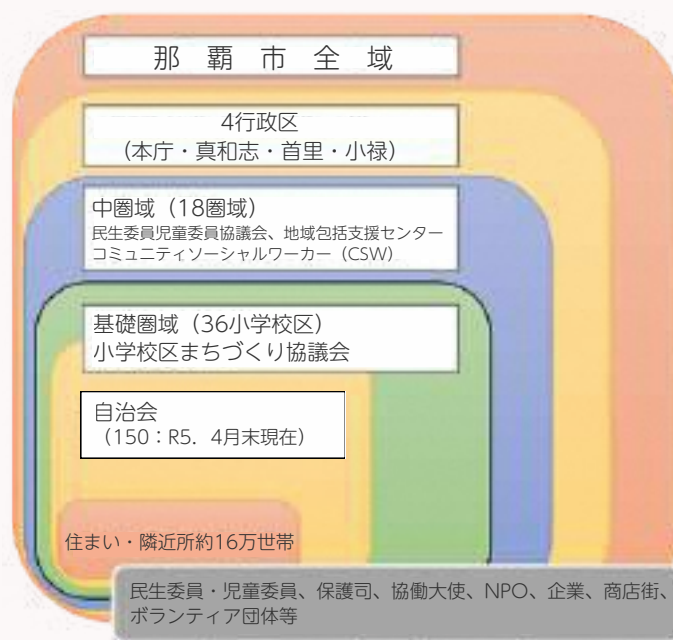 那覇市全域
4行政区
（本庁・真和志・首里・小禄）
中圏域（18圏域）
民生委員児童委員協議会、地域包括支援センター
コミュニティソーシャルワーカー（CSW）
基礎圏域（36小学校区）
小学校区まちづくり協議会
自治会
（150：R5．4月末現在）
住まい・隣近所約16万世帯
民生委員・児童委員、保護司、協働大使、NPO、企業、商店街、
ボランティア団体等